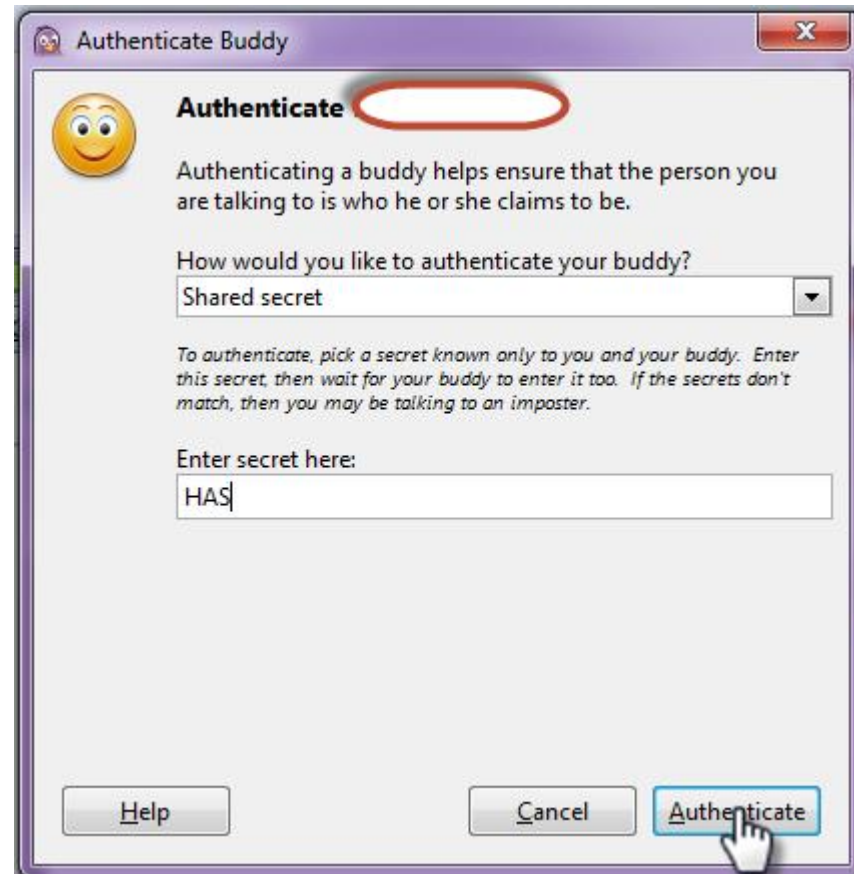 Authenticate Buddy
Authenticate
Authenticating a buddy helps ensure that the person you
are talking to is who he or she claims to be.
How would you like to authenticate your buddy?
Shared secret
To authenticate, pick a secret known only to you and your buddy. Enter
this secret, then wait for your buddy to enter it too. If the secrets don't
match, then you may be talking to an imposter.
Enter secret here:
HAS
Help Cancel Authenticate